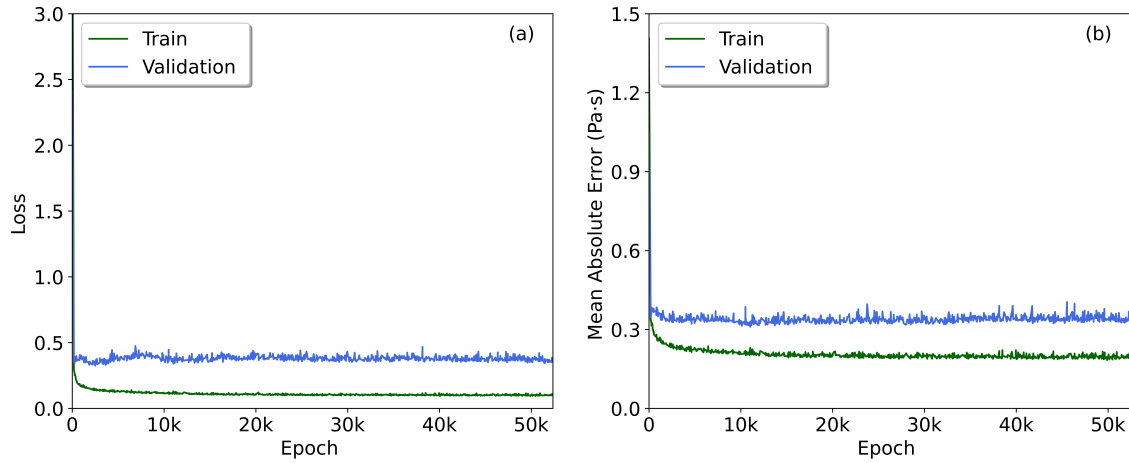 (a)
Train
Validation
3.0
2.5
2.0
1.5
1.0
0.5
0.0
0
10k
20k
30k
40k
50k
Loss
Epoch
(b)
Train
Validation
1.5
1.2
0.9
0.6
0.3
0.0
0
10k
20k
30k
40k
50k
Mean Absolute Error (Pa·s)
Epoch